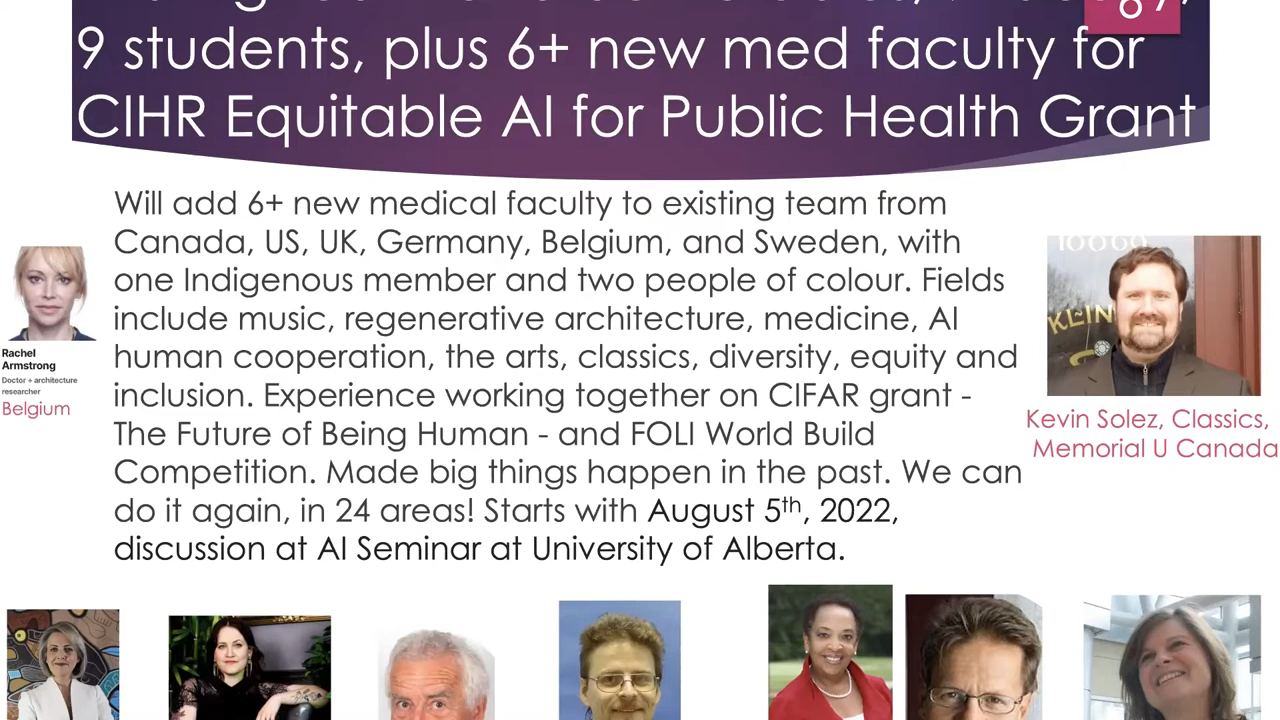 9 students, plus 6+ new med faculty for
CIHR Equitable AI for Public Health Grant
Will add 6+ new medical faculty to existing team from
Canada, US, UK, Germany, Belgium, and Sweden, with
one Indigenous member and two people of colour. Fields
include music, regenerative architecture, medicine, AI
human cooperation, the arts, classics, diversity, equity and
inclusion. Experience working together on CIFAR grant -
The Future of Being Human - and FOLI World Build
Competition. Made big things happen in the past. We can
do it again, in 24 areas! Starts with August 5th, 2022,
discussion at AI Seminar at University of Alberta.
Rachel
Armstrong
Doctor + architecture
researcher
Belgium
KLIN
Kevin Solez, Classics,
Memorial U Canada